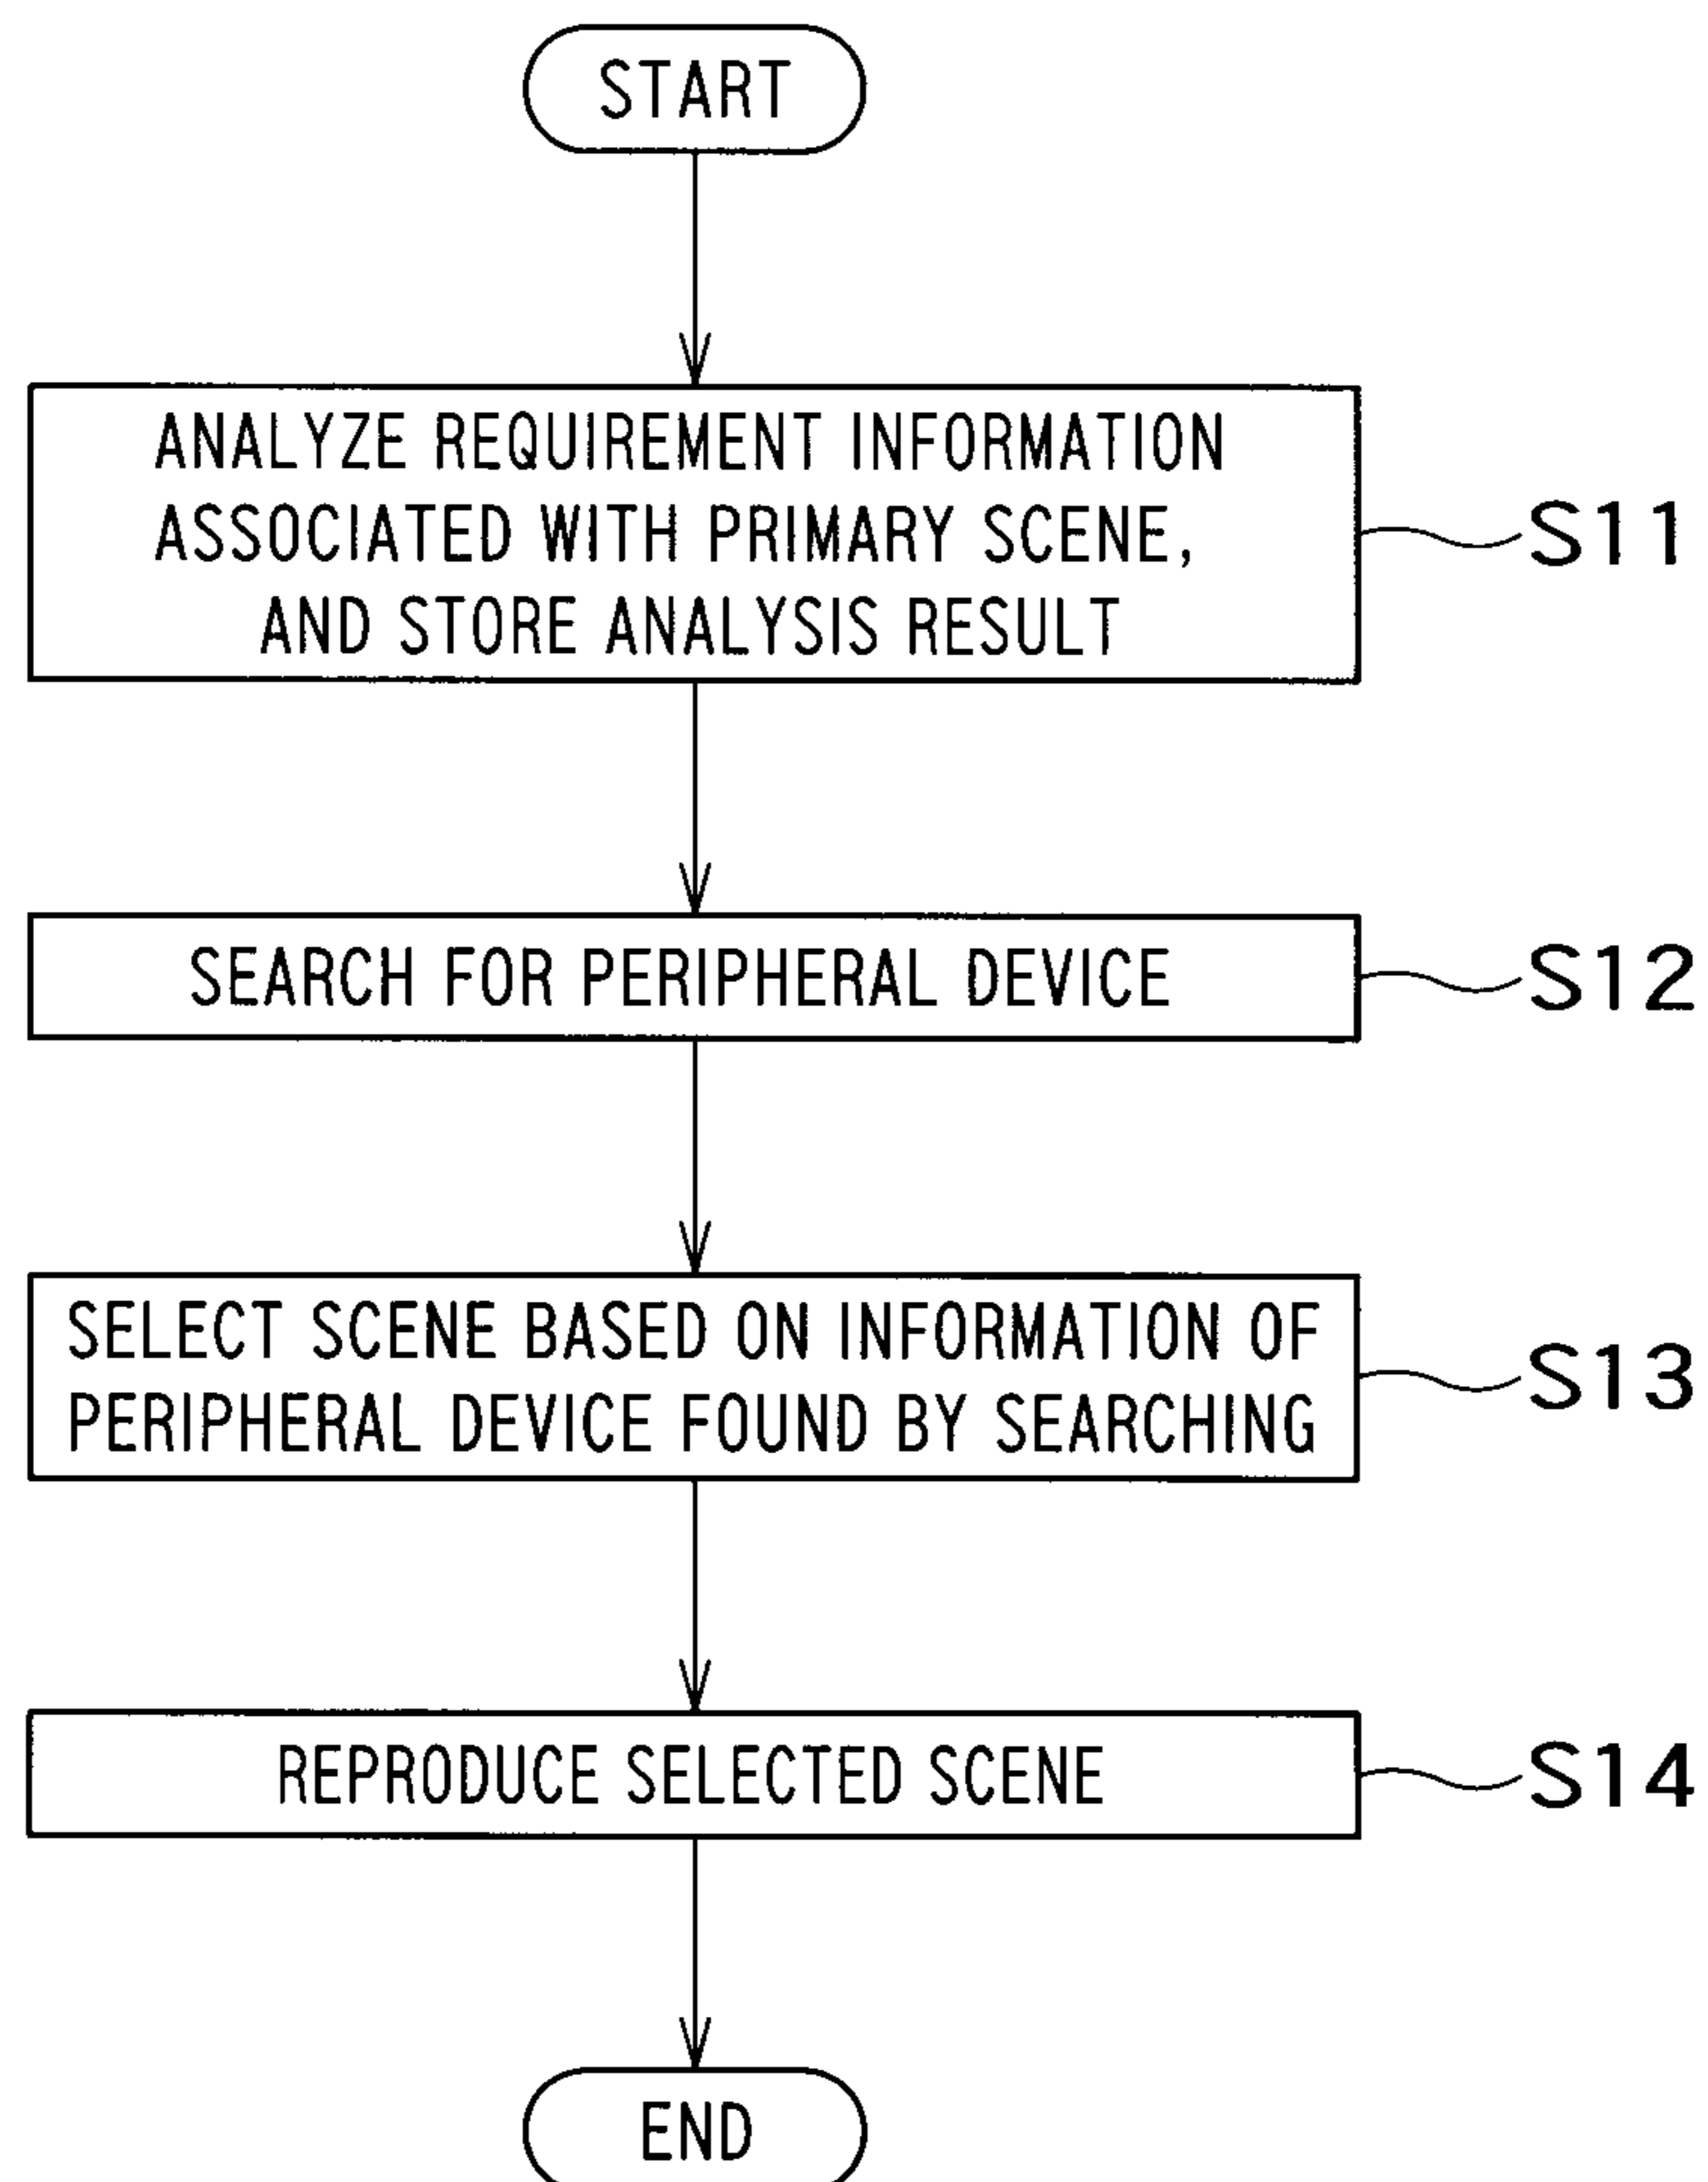 START
ANALYZE REQUIREMENT INFORMATION
ASSOCIATED WITH PRIMARY SCENE,
AND STORE ANALYSIS RESULT
S11
SEARCH FOR PERIPHERAL DEVICE
S12
SELECT SCENE BASED ON INFORMATION OF
PERIPHERAL DEVICE FOUND BY SEARCHING
S13
REPRODUCE SELECTED SCENE
S14
END